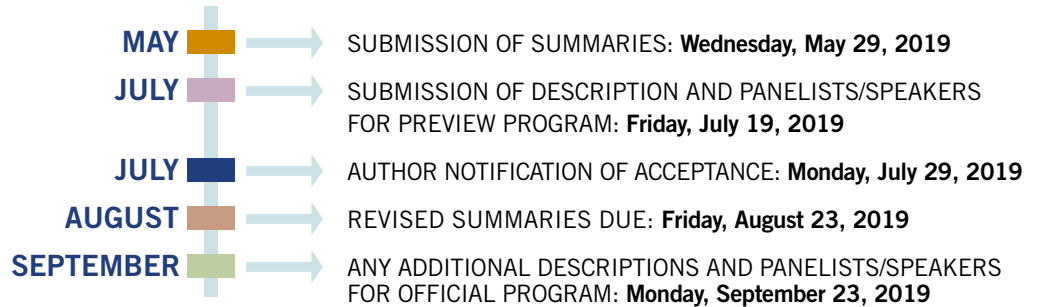 MAY SUBMISSION OF SUMMARIES: Wednesday, May 29, 2019
JULY SUBMISSION OF DESCRIPTION AND PANELISTS/SPEAKERS
FOR PREVIEW PROGRAM: Friday, July 19, 2019
JULY AUTHOR NOTIFICATION OF ACCEPTANCE: Monday, July 29, 2019
AUGUST REVISED SUMMARIES DUE: Friday, August 23, 2019
SEPTEMBER ANY ADDITIONAL DESCRIPTIONS AND PANELISTS/SPEAKERS
FOR OFFICIAL PROGRAM: Monday, September 23, 2019